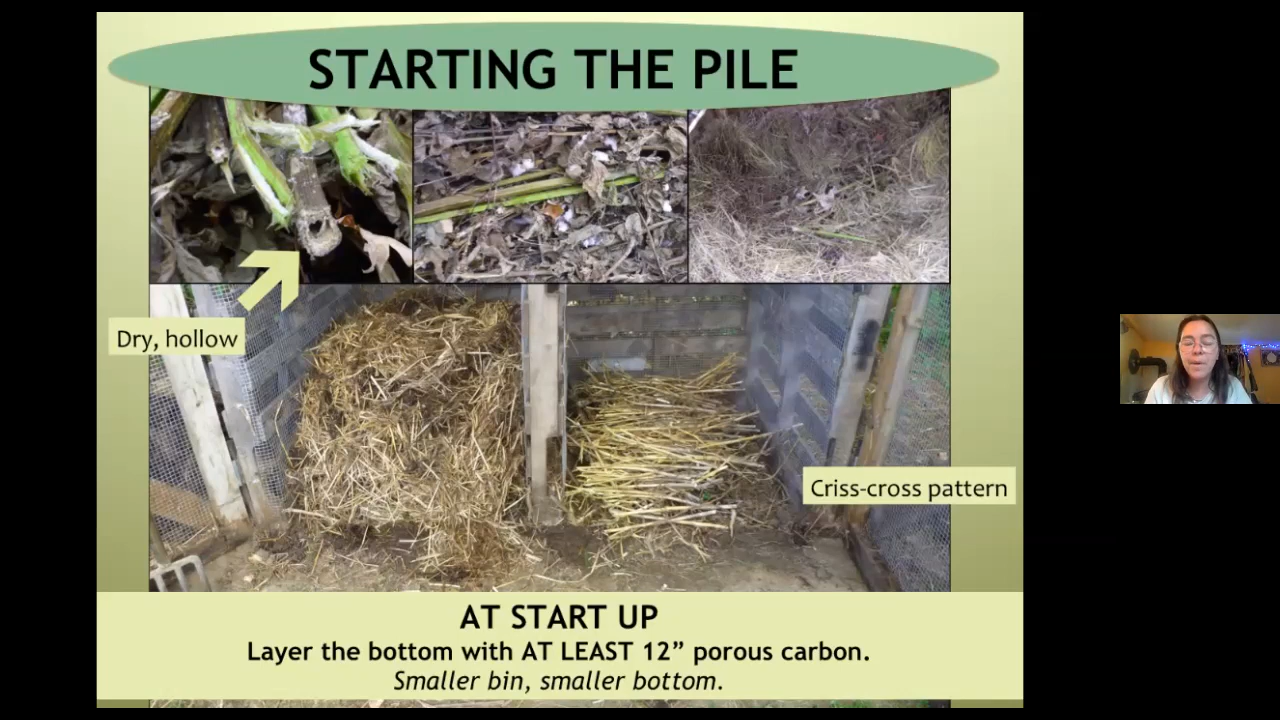 STARTING THE PILE
Dry, hollow
Criss-cross pattern
AT START UP
Layer the bottom with AT LEAST 12” porous carbon.
Smaller bin, smaller bottom.